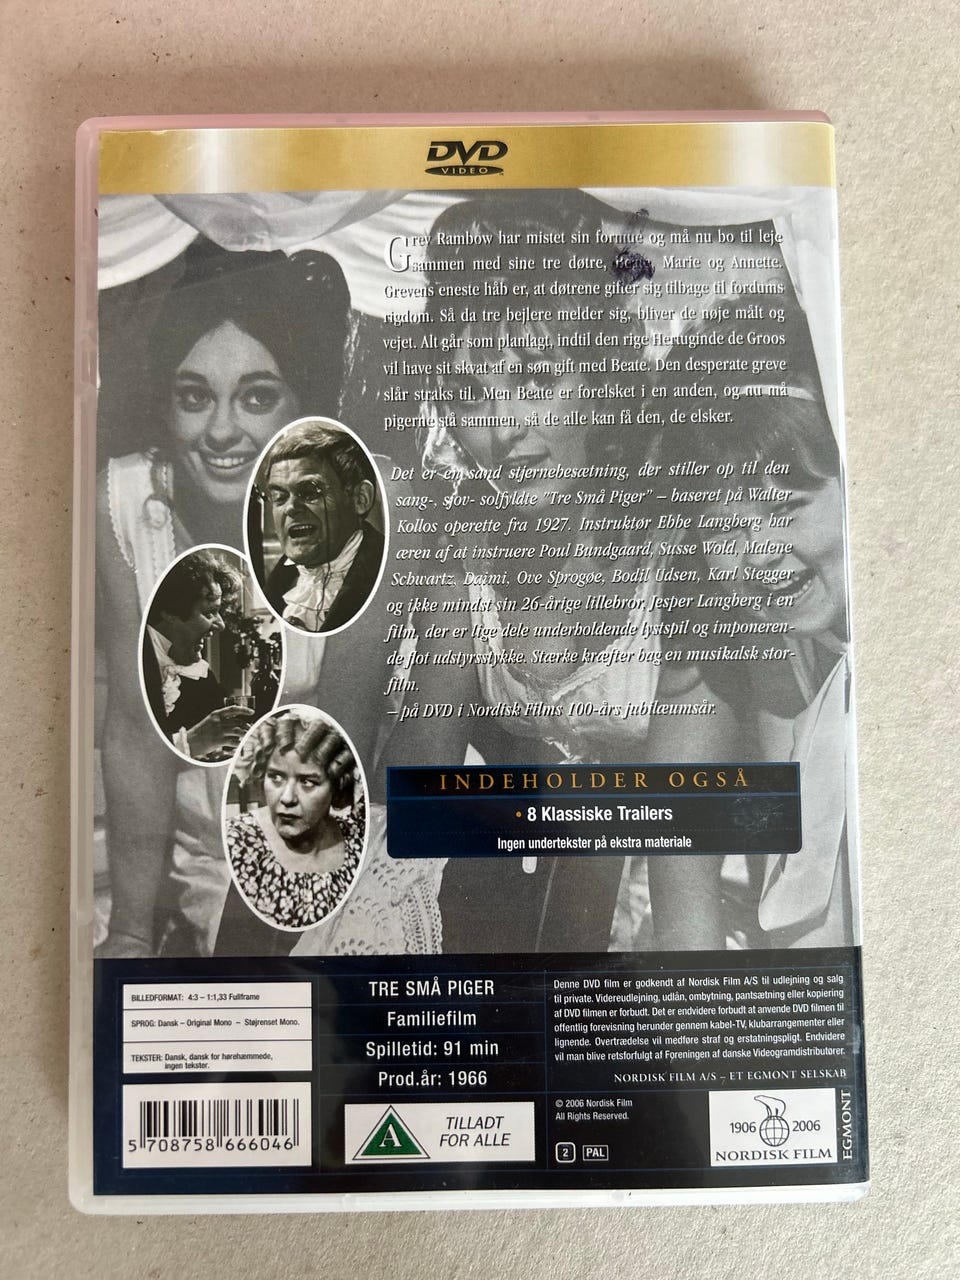 DVD
VIDEO
Grev Rambow har mistet sin formue og må nu bo til leje
sammen med sine tre døtre, Beate, Marie og Annette.
Grevens eneste håb er, at døtrene gifter sig tilbage til fordums
rigdom. Så da tre bejlere melder sig, bliver de nøje målt og
vejet. Alt går som planlagt, indtil den rige Hertuginde de Groos
vil have sit skvat af en søn gift med Beate. Den desperate greve
slår straks til. Men Beate er forelsket i en anden, og nu må
pigerne stå sammen, så de alle kan få den, de elsker.
Det er en sand stjernebesætning, der stiller op til den
sang-, sjov- solfyldte "Tre Små Piger" – baseret på Walter
Kollos operette fra 1927. Instruktør Ebbe Langberg har
æren af at instruere Poul Bundgaard, Susse Wold, Malene
Schwartz, Daimi, Ove Sprogøe, Bodil Udsen, Karl Stegger
og ikke mindst sin 26-årige lillebror, Jesper Langberg i en
film, der er lige dele underholdende lystspil og imponeren-
de flot udstyrsstykke. Stærke kræfter bag en musikalsk stor-
film.
– på DVD i Nordisk Films 100-års jubilæumsår.
INDEHOLDER OGSÅ
• 8 Klassiske Trailers
Ingen undertekster på ekstra materiale
BILLEDFORMAT: 4:3 – 1:1,33 Fullframe
SPROG: Dansk – Original Mono – Støjrenset Mono.
TEKSTER: Dansk, dansk for hørehæmmede,
ingen tekster.
5 708758 666046
TRE SMÅ PIGER
Familiefilm
Spilletid: 91 min
Prod.år: 1966
A
TILLADT
FOR ALLE
Denne DVD film er godkendt af Nordisk Film A/S til udlejning og salg
til private. Videreudlejning, udlån, ombytning, pantsætning eller kopiering
af DVD filmen er forbudt. Det er endvidere forbudt at anvende DVD filmen til
offentlig forevisning herunder gennem kabel-TV, klubarrangementer eller
lignende. Overtrædelse vil medføre straf og erstatningspligt. Endvidere
vil man blive retsforfulgt af Foreningen af danske Videogramdistributører.
NORDISK FILM A/S – ET EGMONT SELSKAB
© 2006 Nordisk Film
All Rights Reserved.
2 PAL
1906 2006
NORDISK FILM
EGMONT